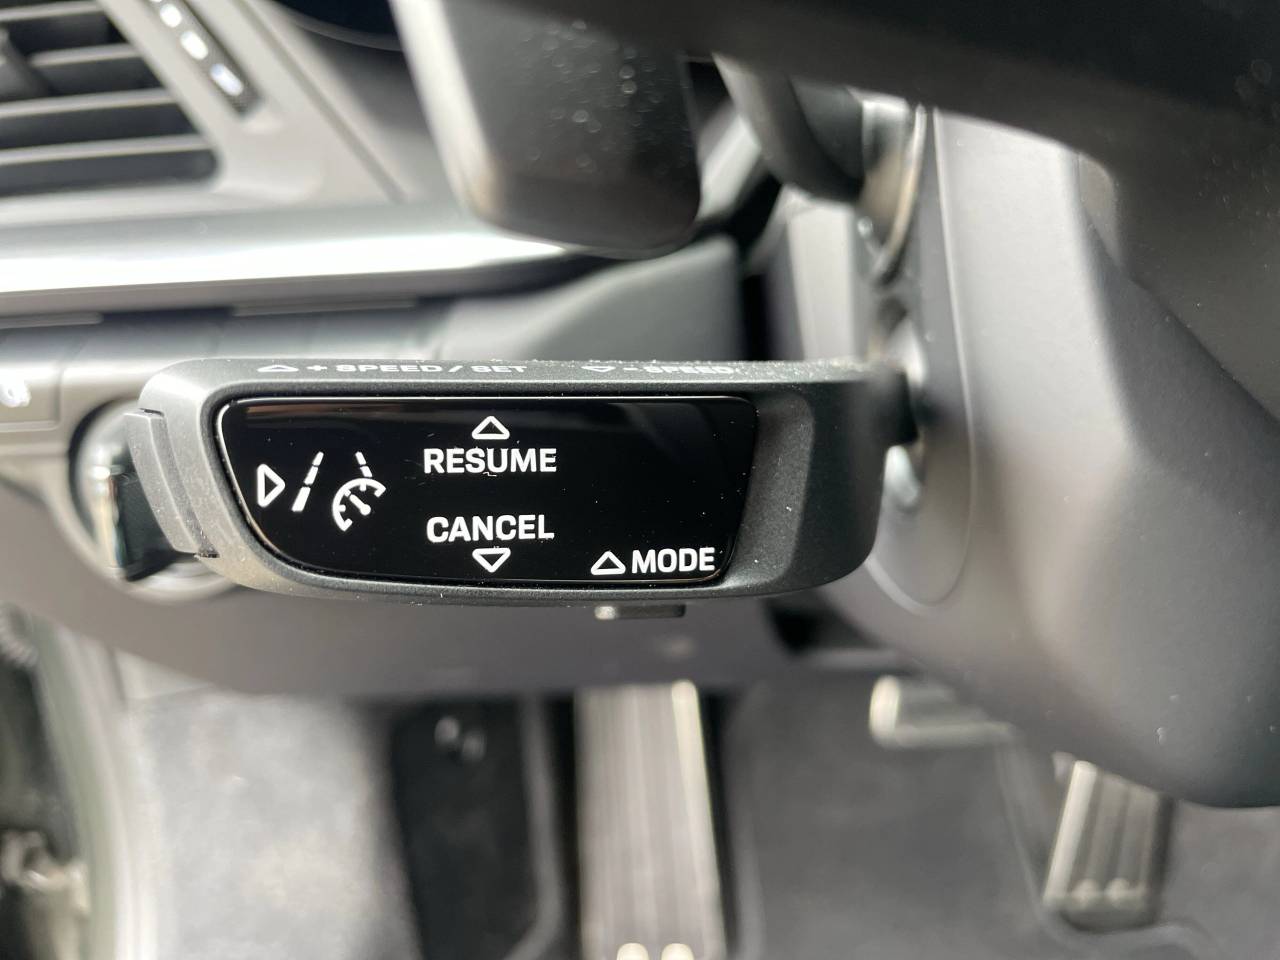 + SPEED / SET - SPEED
RESUME
CANCEL
MODE